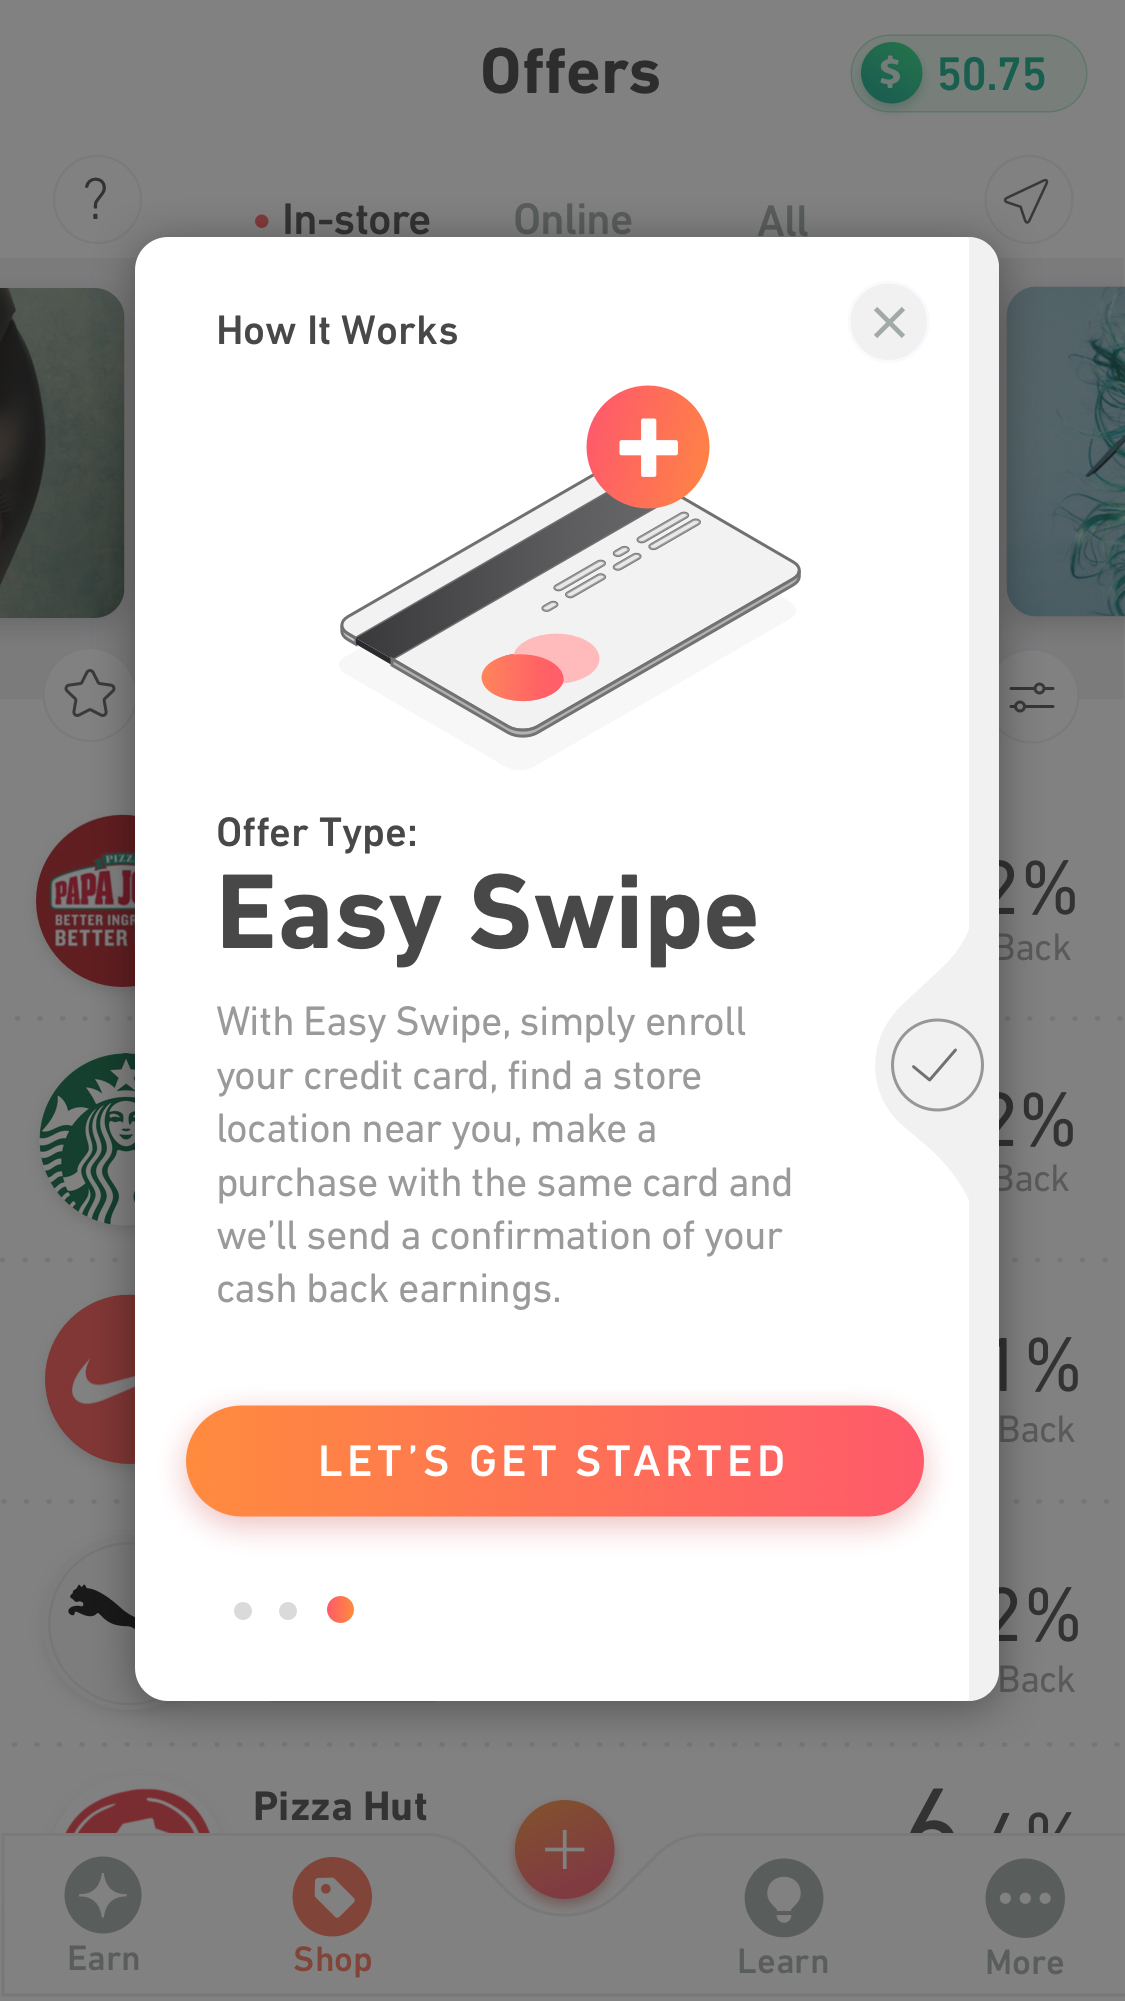 Offers
$ 50.75
?
In-store Online All
How It Works
Offer Type:
Easy Swipe
With Easy Swipe, simply enroll
your credit card, find a store
location near you, make a
purchase with the same card and
we’ll send a confirmation of your
cash back earnings.
LET’S GET STARTED
PIZZ
PAPA J
BETTER INGR
BETTER
2%
Back
2%
Back
1%
Back
2%
Back
Pizza Hut
Earn Shop Learn More